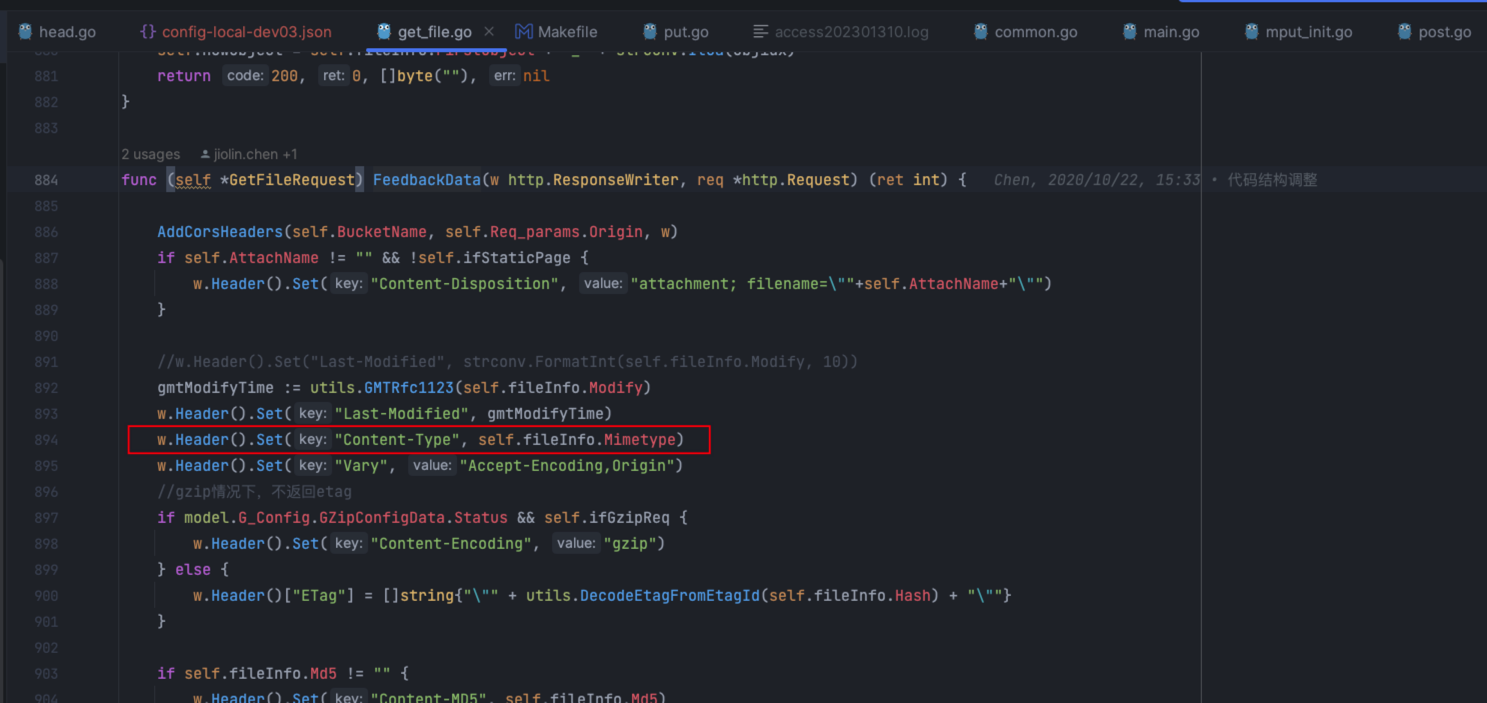 head.go {} config-local-dev03.json get_file.go × Makefile put.go access202301310.log common.go main.go mput_init.go post.go
881 return code: 200, ret: 0, []byte(""), err: nil
882 }
883
2 usages jiolin.chen +1
884 func (self *GetFileRequest) FeedbackData(w http.ResponseWriter, req *http.Request) (ret int) { Chen, 2020/10/22, 15:33 • 代码结构调整
885
886 AddCorsHeaders(self.BucketName, self.Req_params.Origin, w)
887 if self.AttachName != "" && !self.ifStaticPage {
888 w.Header().Set( key: "Content-Disposition", value: "attachment; filename=\""+self.AttachName+"\"")
889 }
890
891 //w.Header().Set("Last-Modified", strconv.FormatInt(self.fileInfo.Modify, 10))
892 gmtModifyTime := utils.GMTRfc1123(self.fileInfo.Modify)
893 w.Header().Set( key: "Last-Modified", gmtModifyTime)
894 w.Header().Set( key: "Content-Type", self.fileInfo.Mimetype)
895 w.Header().Set( key: "Vary", value: "Accept-Encoding,Origin")
896 //gzip情况下，不返回etag
897 if model.G_Config.GZipConfigData.Status && self.ifGzipReq {
898 w.Header().Set( key: "Content-Encoding", value: "gzip")
899 } else {
900 w.Header()["ETag"] = []string{"\"" + utils.DecodeEtagFromEtagId(self.fileInfo.Hash) + "\""}
901 }
902
903 if self.fileInfo.Md5 != "" {
904 w.Header().Set( key: "Content-MD5", self.fileInfo.Md5)